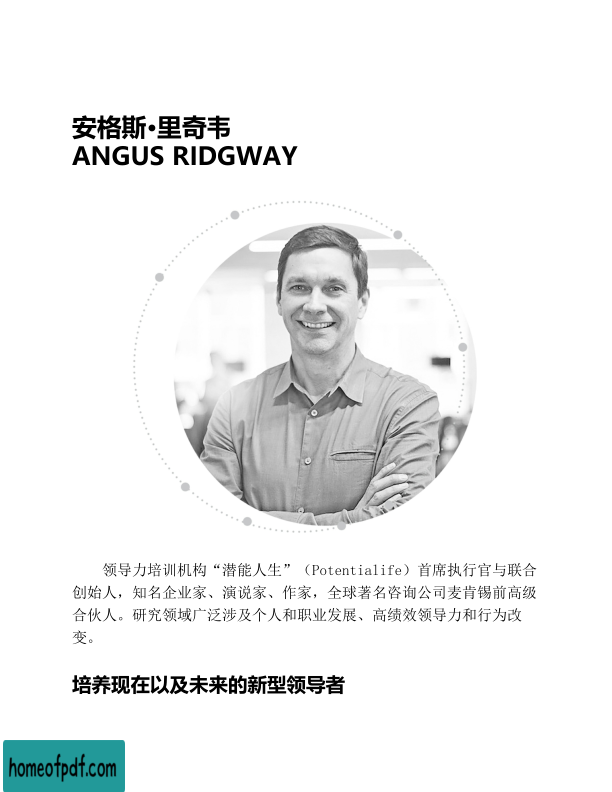 安格斯·里奇韦
ANGUS RIDGWAY
领导力培训机构“潜能人生”（Potentialife）首席执行官与联合
创始人，知名企业家、演说家、作家，全球著名咨询公司麦肯锡前高级
合伙人。研究领域广泛涉及个人和职业发展、高绩效领导力和行为改
变。
培养现在以及未来的新型领导者
homeofpdf.com